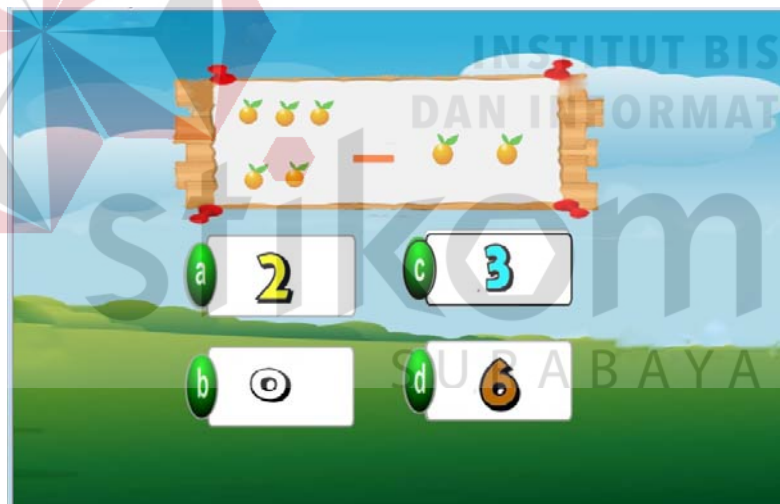 INSTITUT BIS
DAN INFORMAT
stikom
SURABAYA
a 2
c 3
b 0
d 6